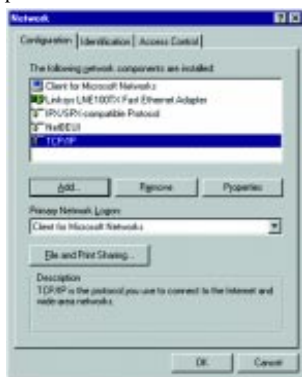 Network
Configuration Identification Access Control
The following network components are installed:
Client for Microsoft Networks
Linksys LNE100TX Fast Ethernet Adapter
IPX/SPX-compatible Protocol
NetBEUI
TCP/IP
Add...
Remove
Properties
Primary Network Logon:
Client for Microsoft Networks
File and Print Sharing...
Description
TCP/IP is the protocol you use to connect to the Internet and
wide-area networks.
OK
Cancel